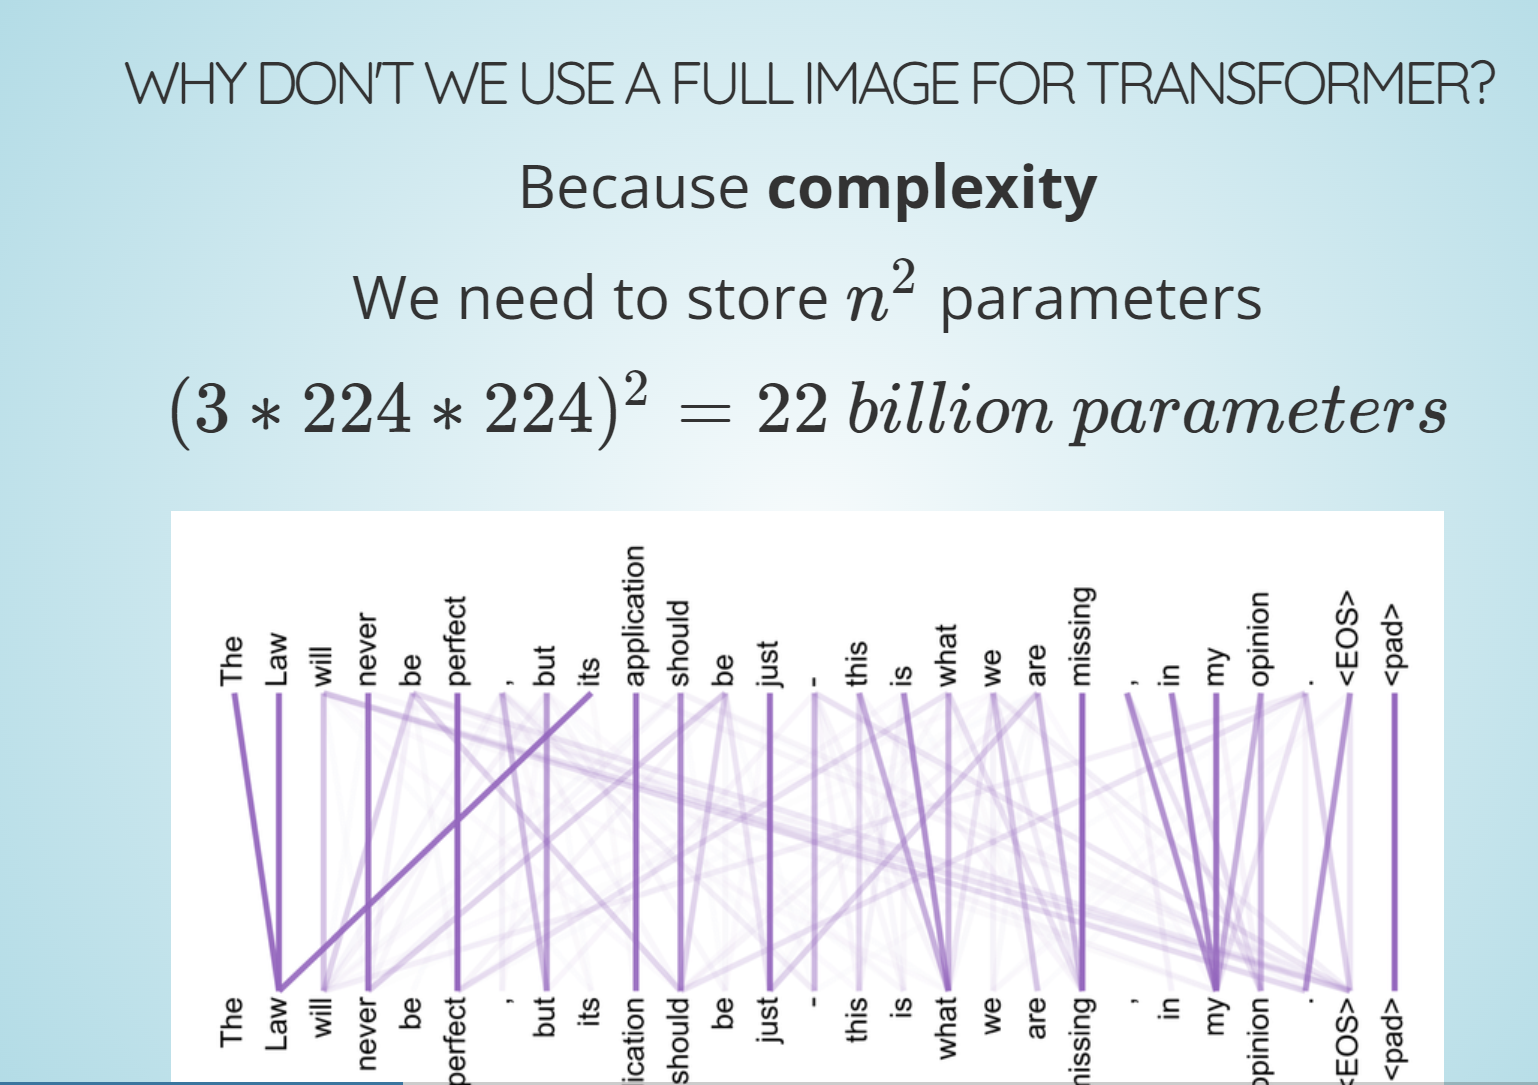 WHY DON'T WE USE A FULL IMAGE FOR TRANSFORMER?
Because complexity
We need to store n² parameters
(3 * 224 * 224)² = 22 billion parameters
The Law will never be perfect , but its application should be just - this is what we are missing , in my opinion . <EOS> <pad>
The Law will never be perfect , but its ication should be just - this is what we are nissing , in my opinion . <EOS> <pad>